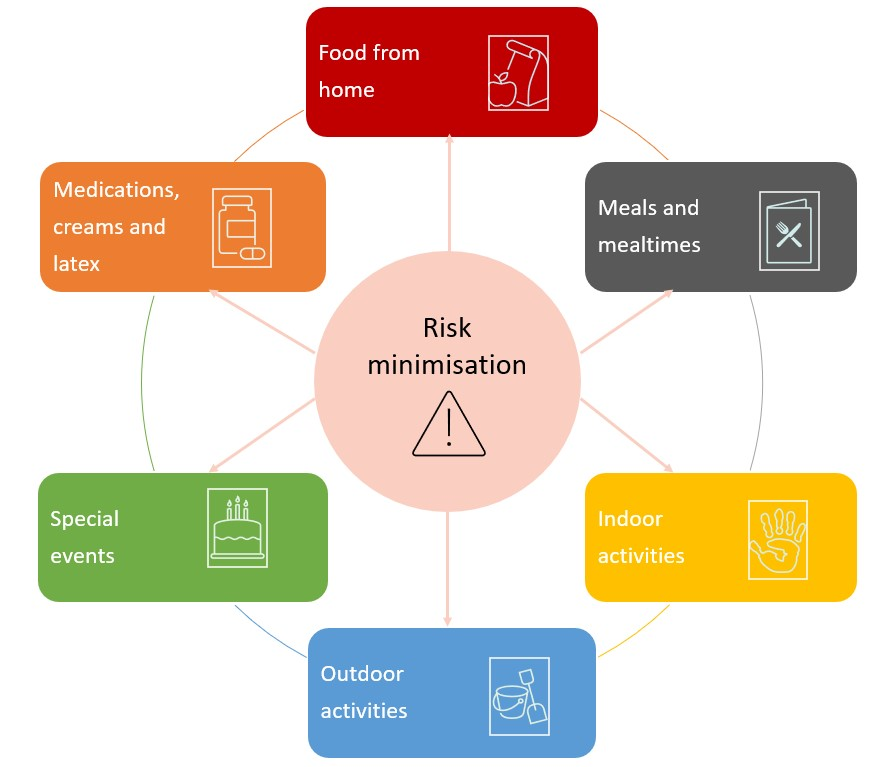 Food from
home
Medications,
creams and
latex
Meals and
mealtimes
Risk
minimisation
Special
events
Indoor
activities
Outdoor
activities